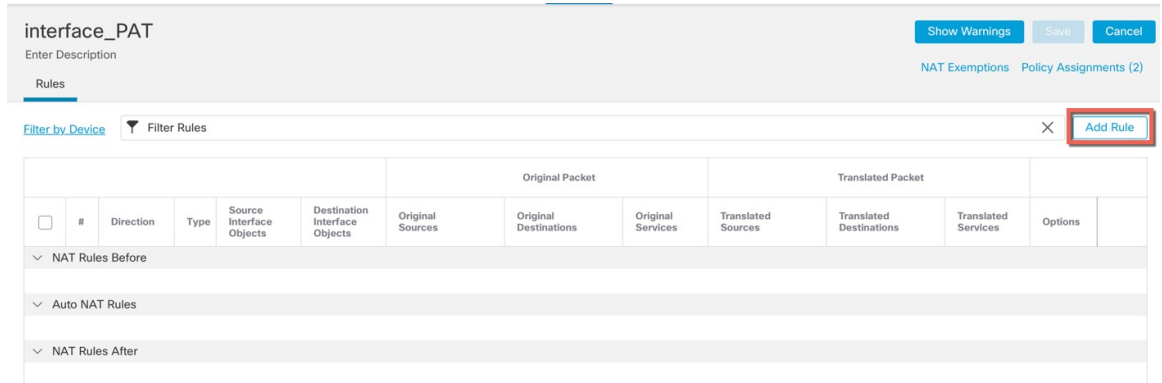 interface_PAT
Show Warnings Save Cancel
Enter Description
NAT Exemptions Policy Assignments (2)
Rules
Filter by Device Filter Rules Add Rule
Original Packet Translated Packet
# Direction Type Source Interface Objects Destination Interface Objects Original Sources Original Destinations Original Services Translated Sources Translated Destinations Translated Services Options
NAT Rules Before
Auto NAT Rules
NAT Rules After